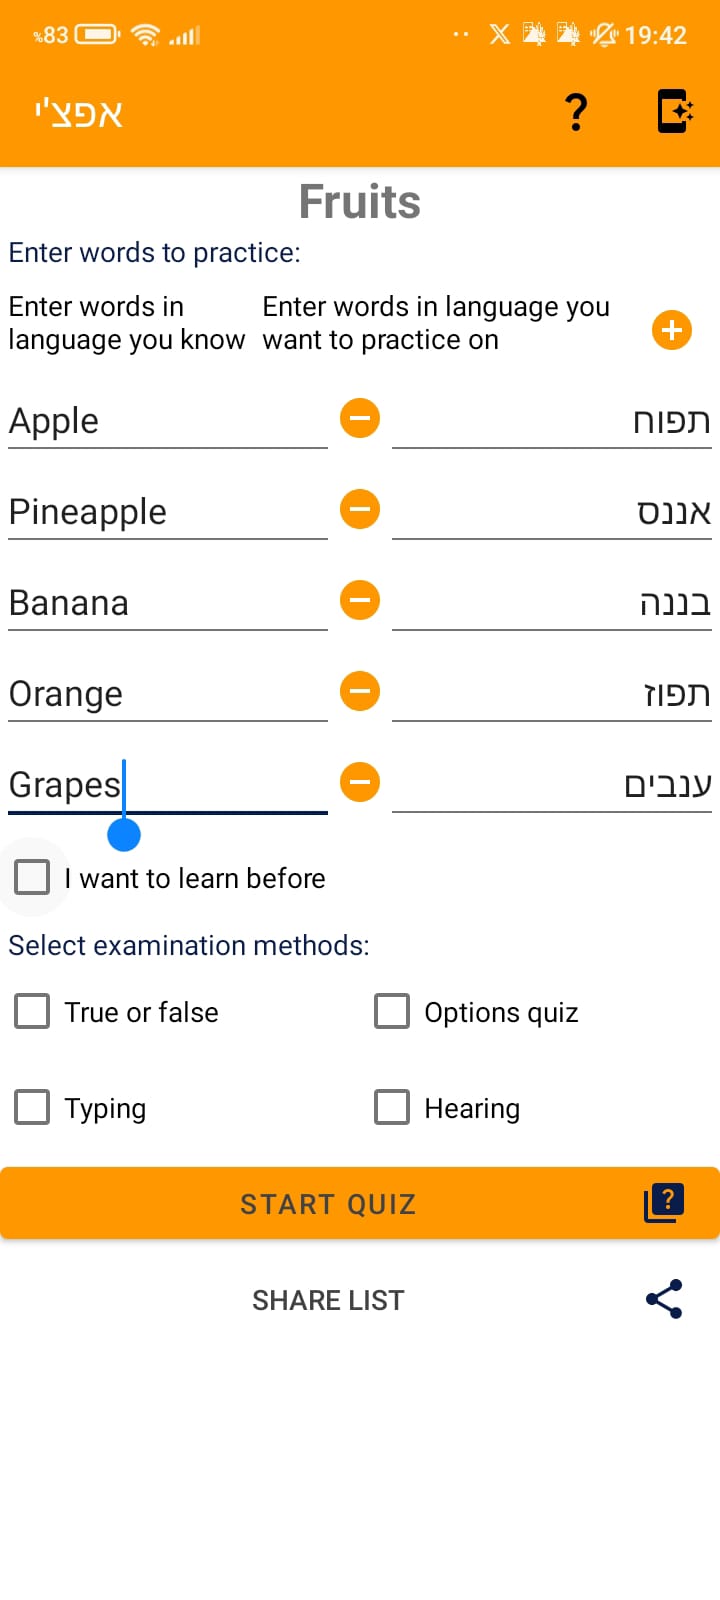 %83 19:42
אפצ'י ?
Fruits
Enter words to practice:
Enter words in language you know
Enter words in language you want to practice on
Apple תפוח
Pineapple אננס
Banana בננה
Orange תפוז
Grapes ענבים
I want to learn before
Select examination methods:
True or false Options quiz
Typing Hearing
START QUIZ ?
SHARE LIST